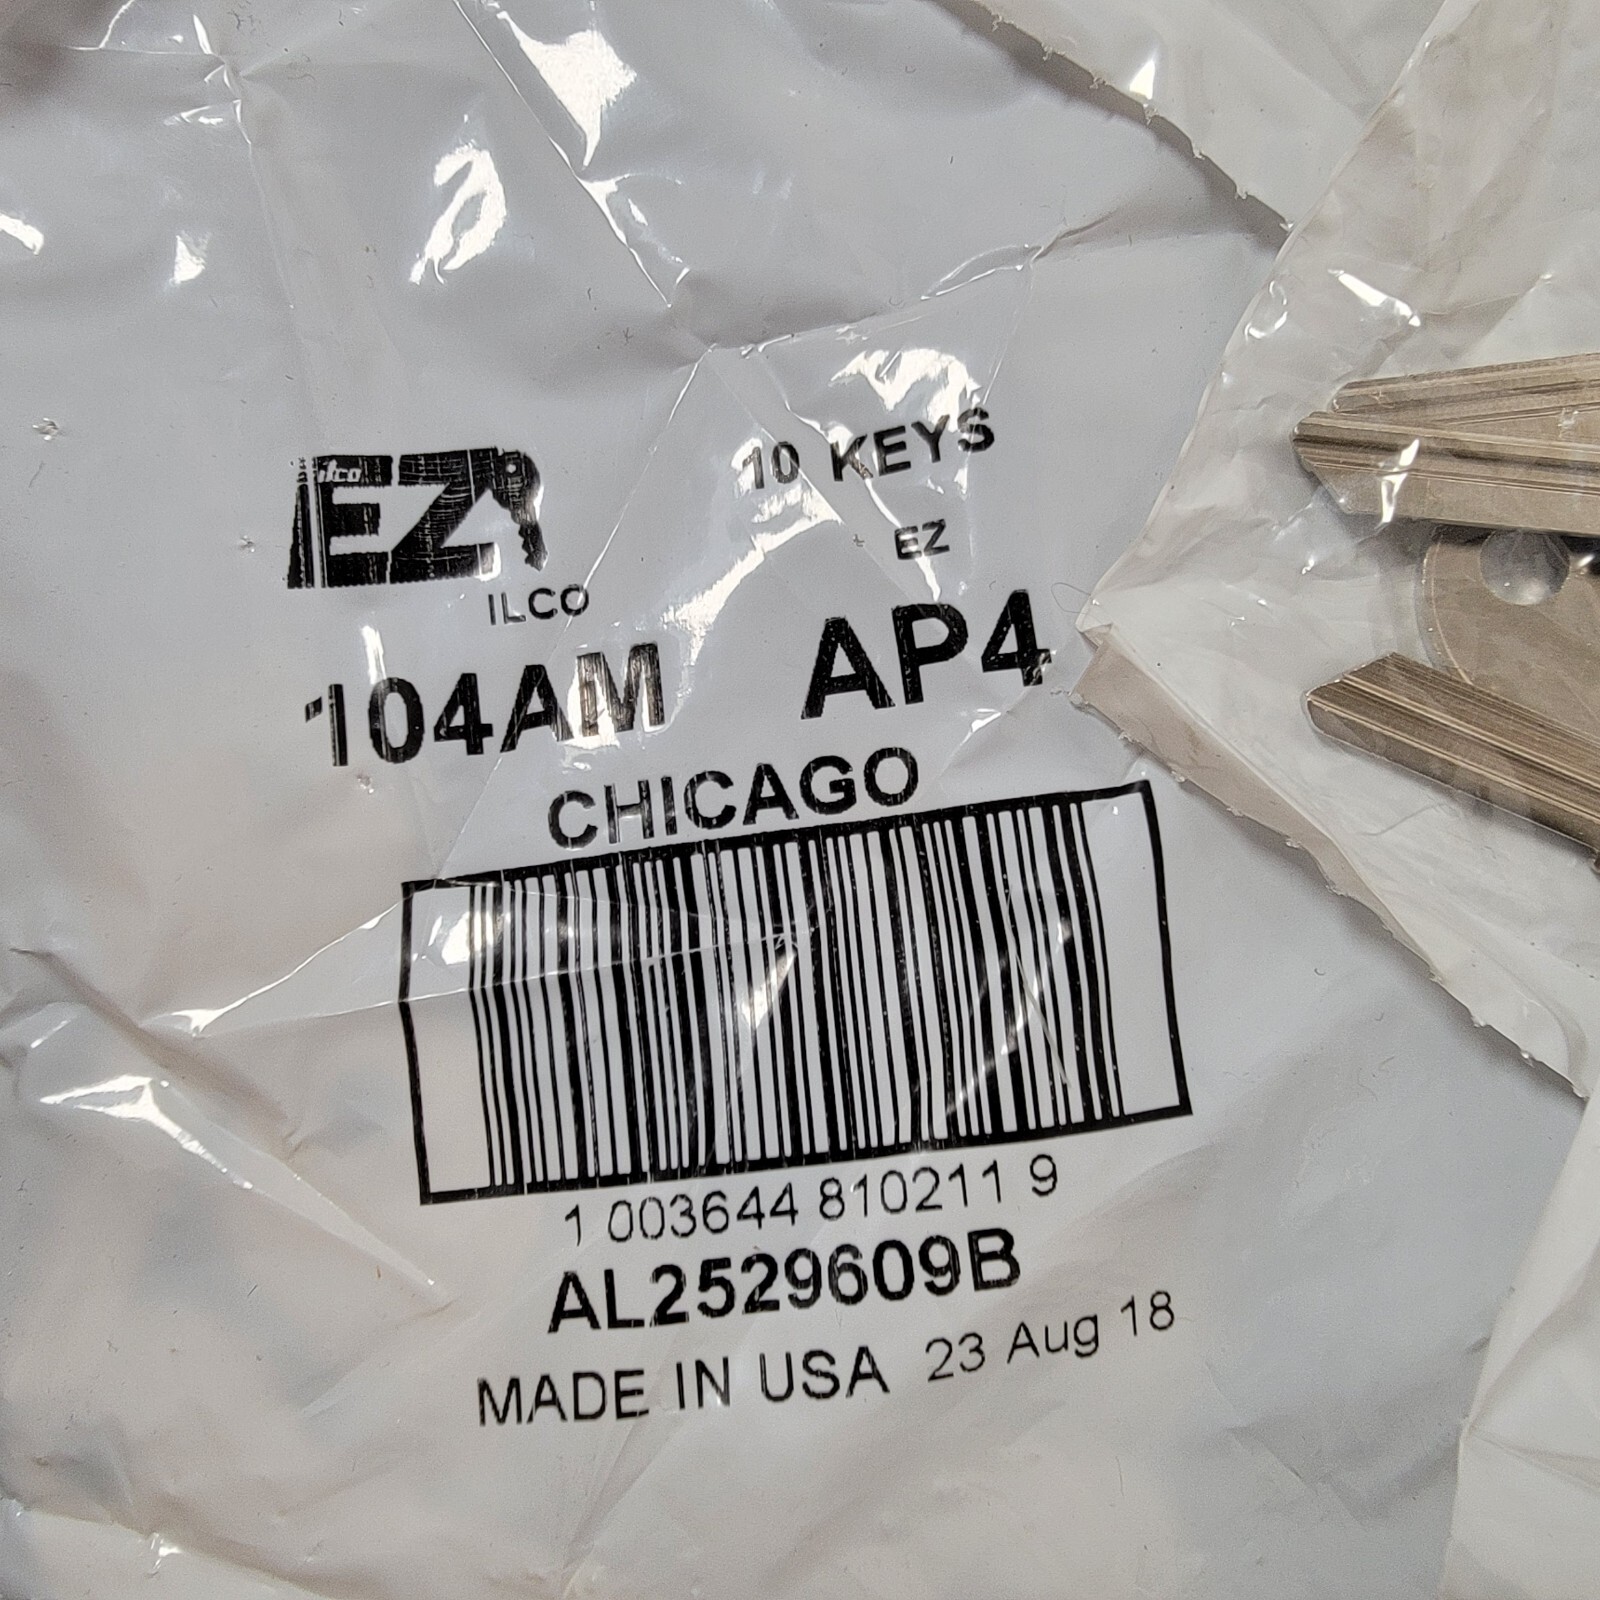 ilco
EZ
ILCO
10 KEYS
EZ
104AM AP4
CHICAGO
1 003644 810211 9
AL2529609B
MADE IN USA 23 Aug 18